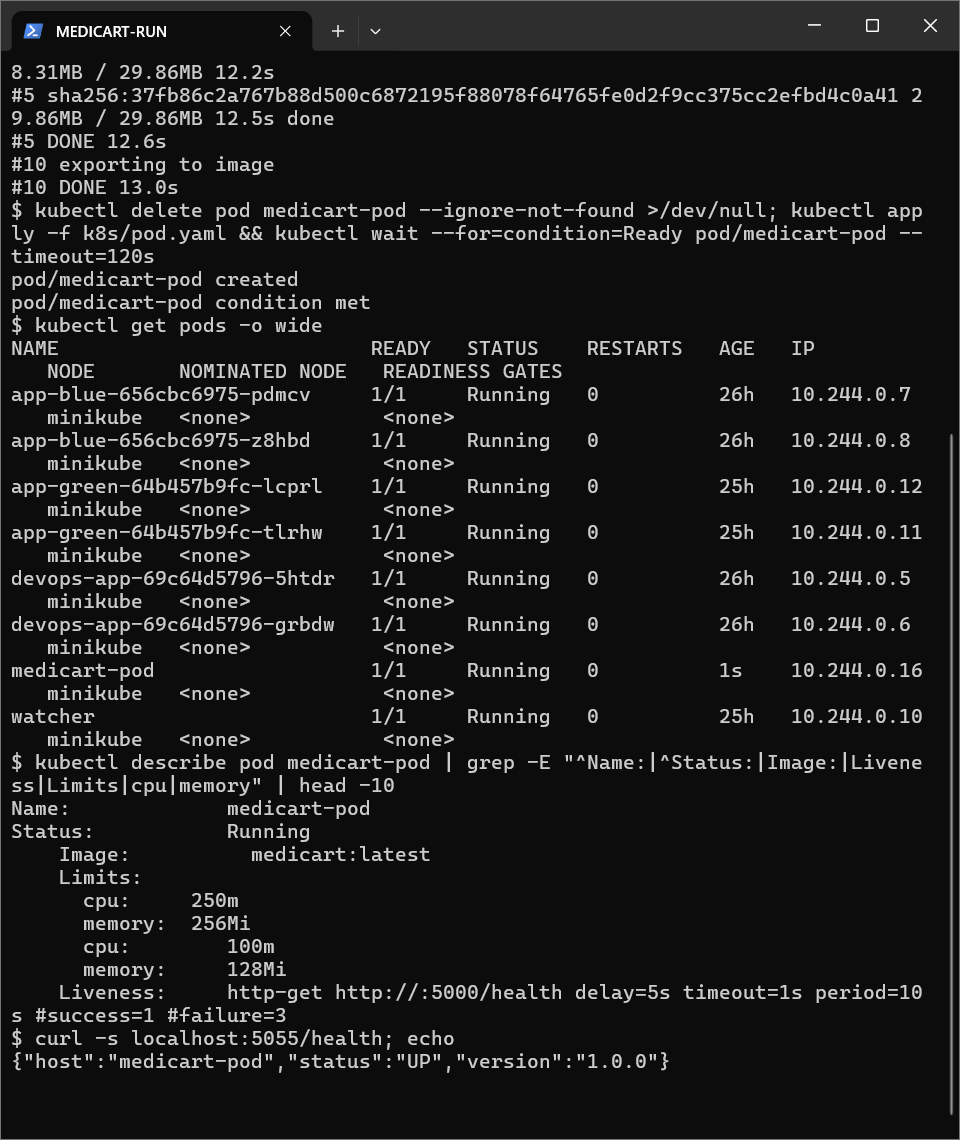 MEDICART-RUN
8.31MB / 29.86MB 12.2s
#5 sha256:37fb86c2a767b88d500c6872195f88078f64765fe0d2f9cc375cc2efbd4c0a41 2
9.86MB / 29.86MB 12.5s done
#5 DONE 12.6s
#10 exporting to image
#10 DONE 13.0s
$ kubectl delete pod medicart-pod --ignore-not-found >/dev/null; kubectl app
ly -f k8s/pod.yaml && kubectl wait --for=condition=Ready pod/medicart-pod --
timeout=120s
pod/medicart-pod created
pod/medicart-pod condition met
$ kubectl get pods -o wide
NAME                          READY   STATUS    RESTARTS   AGE   IP
   NODE       NOMINATED NODE   READINESS GATES
app-blue-656cbc6975-pdmcv     1/1     Running   0          26h   10.244.0.7
   minikube   <none>           <none>
app-blue-656cbc6975-z8hbd     1/1     Running   0          26h   10.244.0.8
   minikube   <none>           <none>
app-green-64b457b9fc-lcprl    1/1     Running   0          25h   10.244.0.12
   minikube   <none>           <none>
app-green-64b457b9fc-tlrhw    1/1     Running   0          25h   10.244.0.11
   minikube   <none>           <none>
devops-app-69c64d5796-5htdr   1/1     Running   0          26h   10.244.0.5
   minikube   <none>           <none>
devops-app-69c64d5796-grbdw   1/1     Running   0          26h   10.244.0.6
   minikube   <none>           <none>
medicart-pod                  1/1     Running   0          1s    10.244.0.16
   minikube   <none>           <none>
watcher                       1/1     Running   0          25h   10.244.0.10
   minikube   <none>           <none>
$ kubectl describe pod medicart-pod | grep -E "^Name:|^Status:|Image:|Livene
ss|Limits|cpu|memory" | head -10
Name:             medicart-pod
Status:           Running
    Image:          medicart:latest
    Limits:
      cpu:     250m
      memory:  256Mi
      cpu:        100m
      memory:     128Mi
    Liveness:     http-get http://:5000/health delay=5s timeout=1s period=10
s #success=1 #failure=3
$ curl -s localhost:5055/health; echo
{"host":"medicart-pod","status":"UP","version":"1.0.0"}